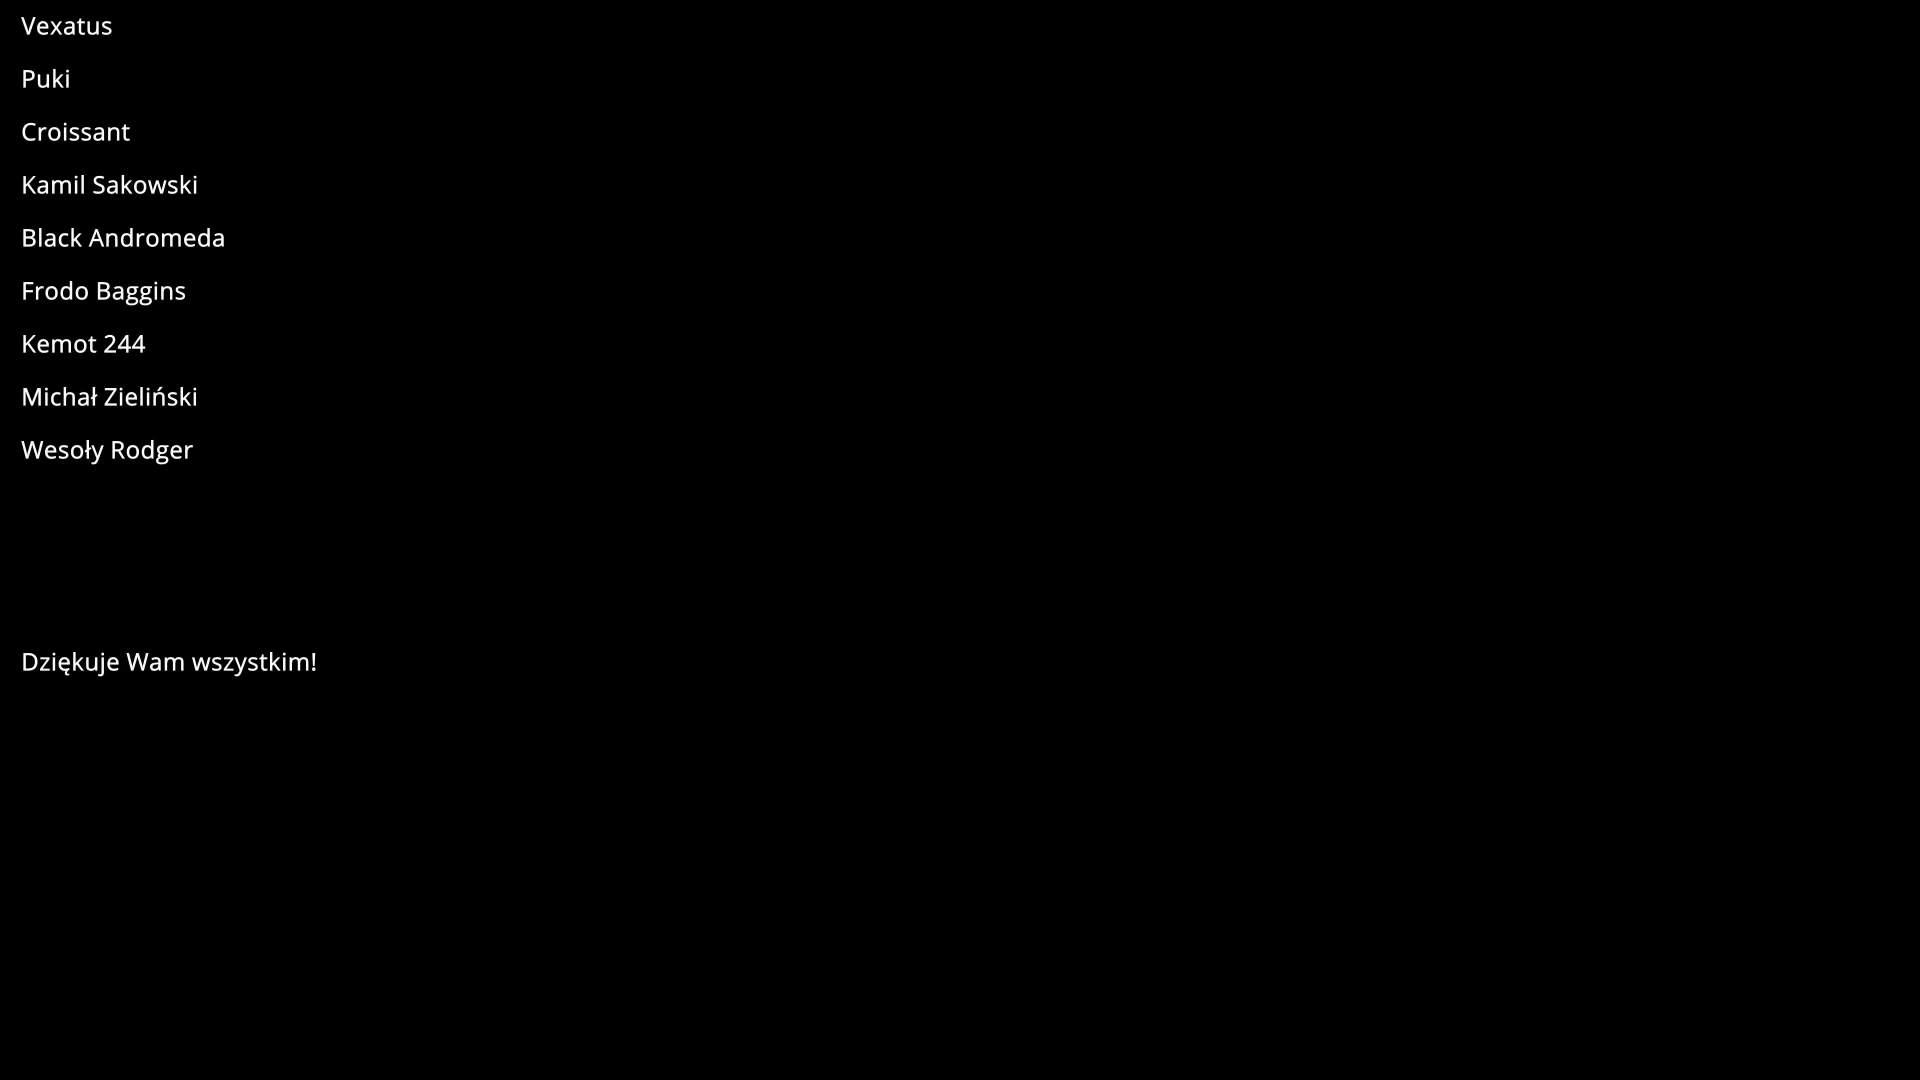 Vexatus
Puki
Croissant
Kamil Sakowski
Black Andromeda
Frodo Baggins
Kemot 244
Michał Zieliński
Wesoły Rodger
Dziękuje Wam wszystkim!